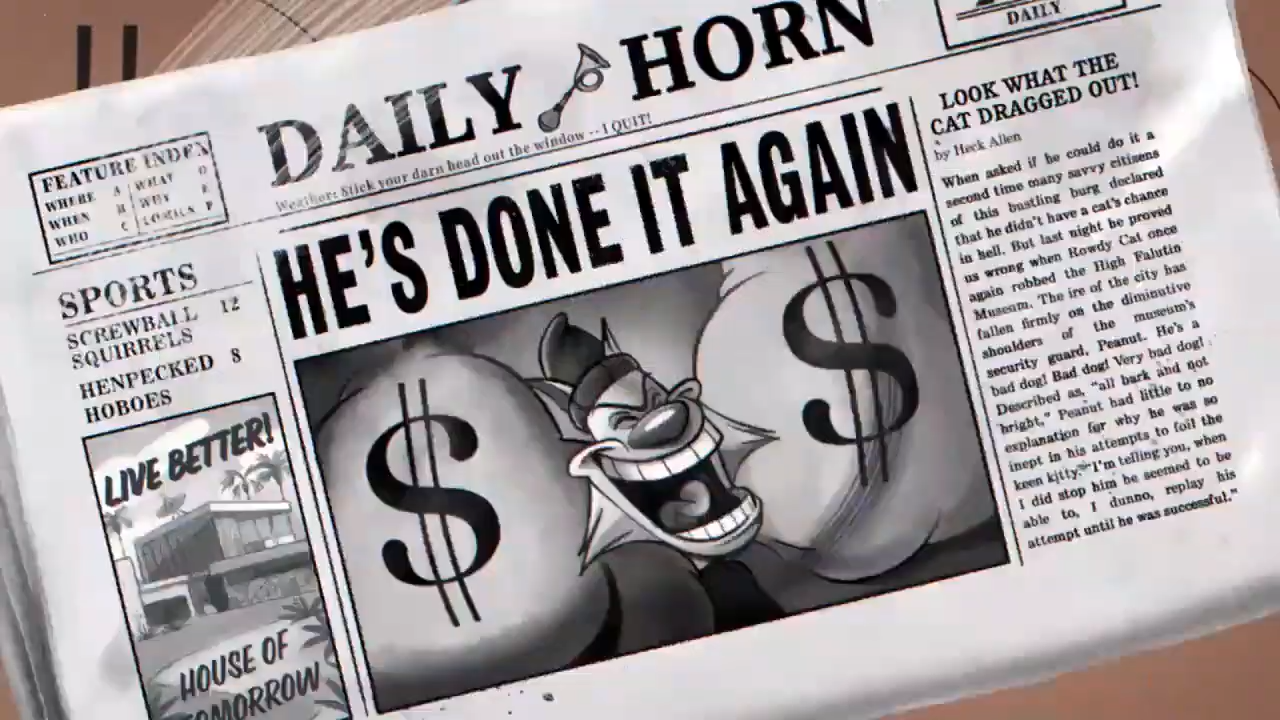 DAILY HORN
DAILY
Weather: Stick your darn head out the window -- I QUIT!
FEATURE INDEX
WHERE A WHAT
WHEN B WHY
WHO C
SPORTS
SCREWBALL 12
SQUIRRELS
HENPECKED 8
HOBOES
LIVE BETTER!
HOUSE OF
TOMORROW
HE'S DONE IT AGAIN
$ $
LOOK WHAT THE
CAT DRAGGED OUT!
by Heck Allen
When asked if he could do it a
second time many savvy citizens
of this bustling burg declared
that he didn't have a cat's chance
in hell. But last night he proved
us wrong when Rowdy Cat once
again robbed the High Falutin
Museum. The ire of the city has
fallen firmly on the diminutive
shoulders of the museum's
security guard, Peanut. He's a
bad dog! Bad dog! Very bad dog!
Described as, "all bark and not
bright," Peanut had little to no
explanation for why he was so
inept in his attempts to foil the
keen kitty. "I'm telling you, when
I did stop him he seemed to be
able to, I dunno, replay his
attempt until he was successful."